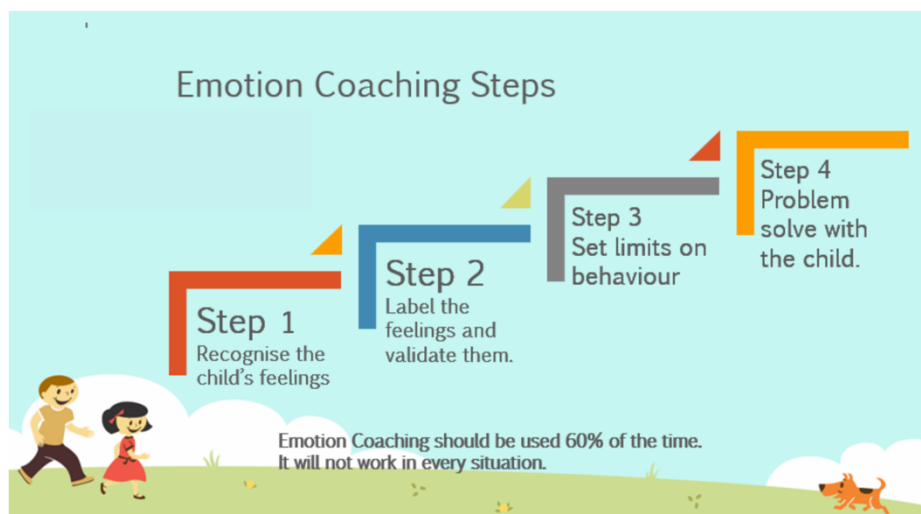 Emotion Coaching Steps
Step 1
Recognise the
child's feelings
Step 2
Label the
feelings and
validate them.
Step 3
Set limits on
behaviour
Step 4
Problem
solve with
the child.
Emotion Coaching should be used 60% of the time.
It will not work in every situation.